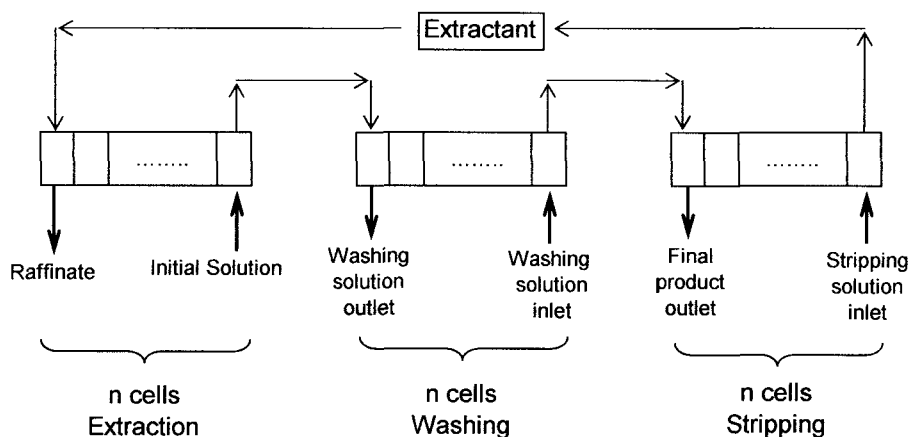 Extractant
........
........
........
Raffinate
Initial Solution
Washing
solution
outlet
Washing
solution
inlet
Final
product
outlet
Stripping
solution
inlet
n cells
Extraction
n cells
Washing
n cells
Stripping